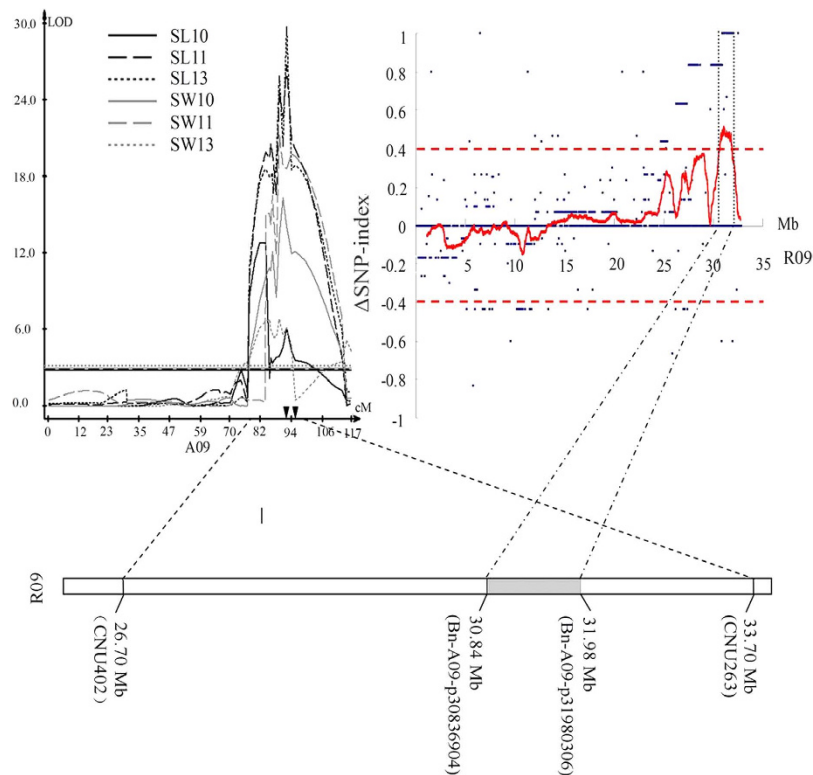 30.0
LOD
24.0
18.0
12.0
6.0
0.0
SL10
SL11
SL13
SW10
SW11
SW13
cM
0 12 23 35 47 59 70 82 94 106 117
A09
ΔSNP-index
1
0.8
0.6
0.4
0.2
0
-0.2
-0.4
-0.6
-0.8
-1
Mb
5 10 15 20 25 30 35
R09
R09
26.70 Mb
(CNU402)
30.84 Mb
(Bn-A09-p30836904)
31.98 Mb
(Bn-A09-p31980306)
33.70 Mb
(CNU263)